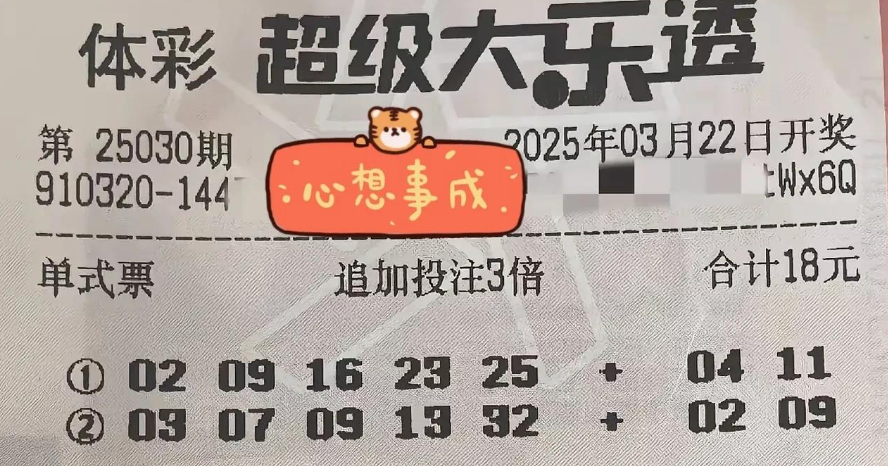 体彩 超级大乐透
第 25030期 2025年03月22日开奖
910320-144 Wx6Q
心想事成
单式票 追加投注3倍 合计18元
① 02 09 16 23 25 + 04 11
② 03 07 09 13 32 + 02 09